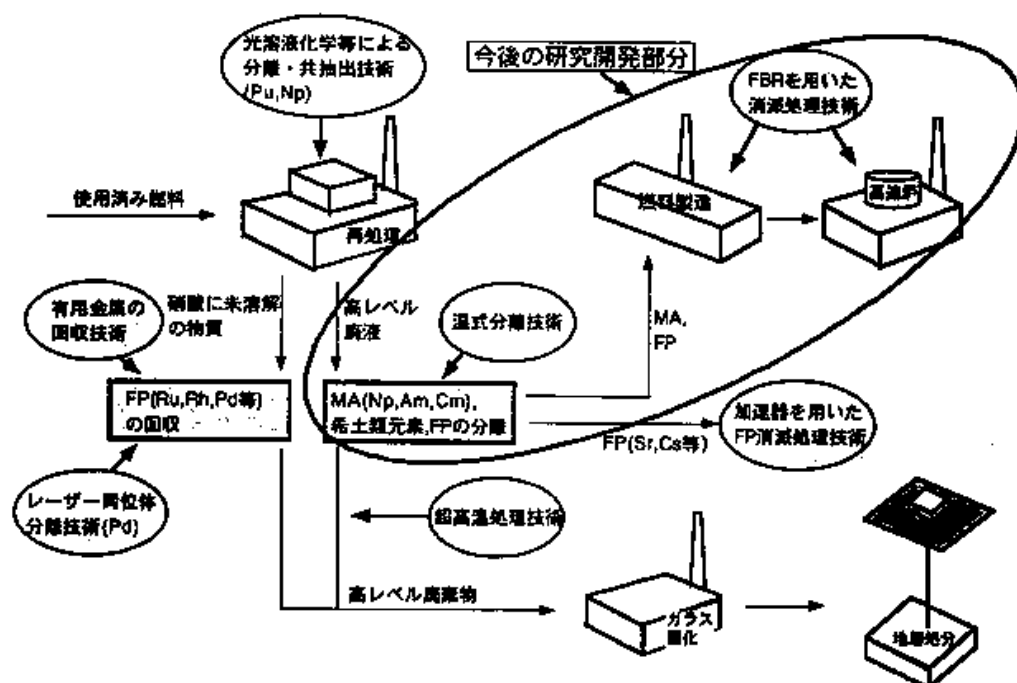 光溶液化学等による
分離・共抽出技術
(Pu,Np)
今後の研究開発部分
FBRを用いた
消滅処理技術
使用済み燃料
再処理
燃料製造
高速炉
有用金属の
回収技術
硝酸に未溶解
の物質
高レベル
廃液
湿式分離技術
MA,
FP
FP(Ru,Rh,Pd等)
の回収
MA(Np,Am,Cm),
希土類元素,FPの分離
FP(Sr,Cs等)
加速器を用いた
FP消滅処理技術
レーザー同位体
分離技術(Pd)
超高温処理技術
高レベル廃棄物
ガラス
固化
地層処分